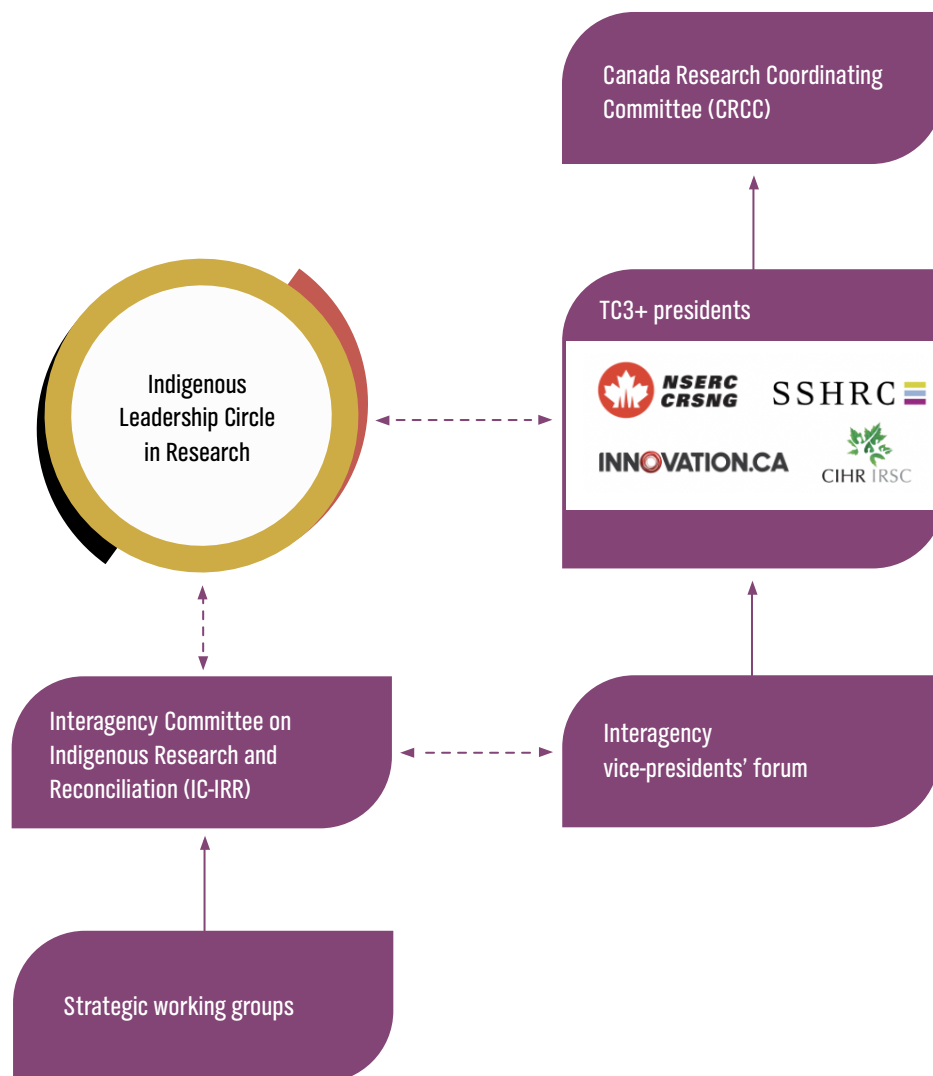 Canada Research Coordinating
Committee (CRCC)
TC3+ presidents
NSERC
CRSNG
SSHRC
INNOVATION.CA
CIHR IRSC
Indigenous
Leadership Circle
in Research
Interagency Committee on
Indigenous Research and
Reconciliation (IC-IRR)
Interagency
vice-presidents’ forum
Strategic working groups